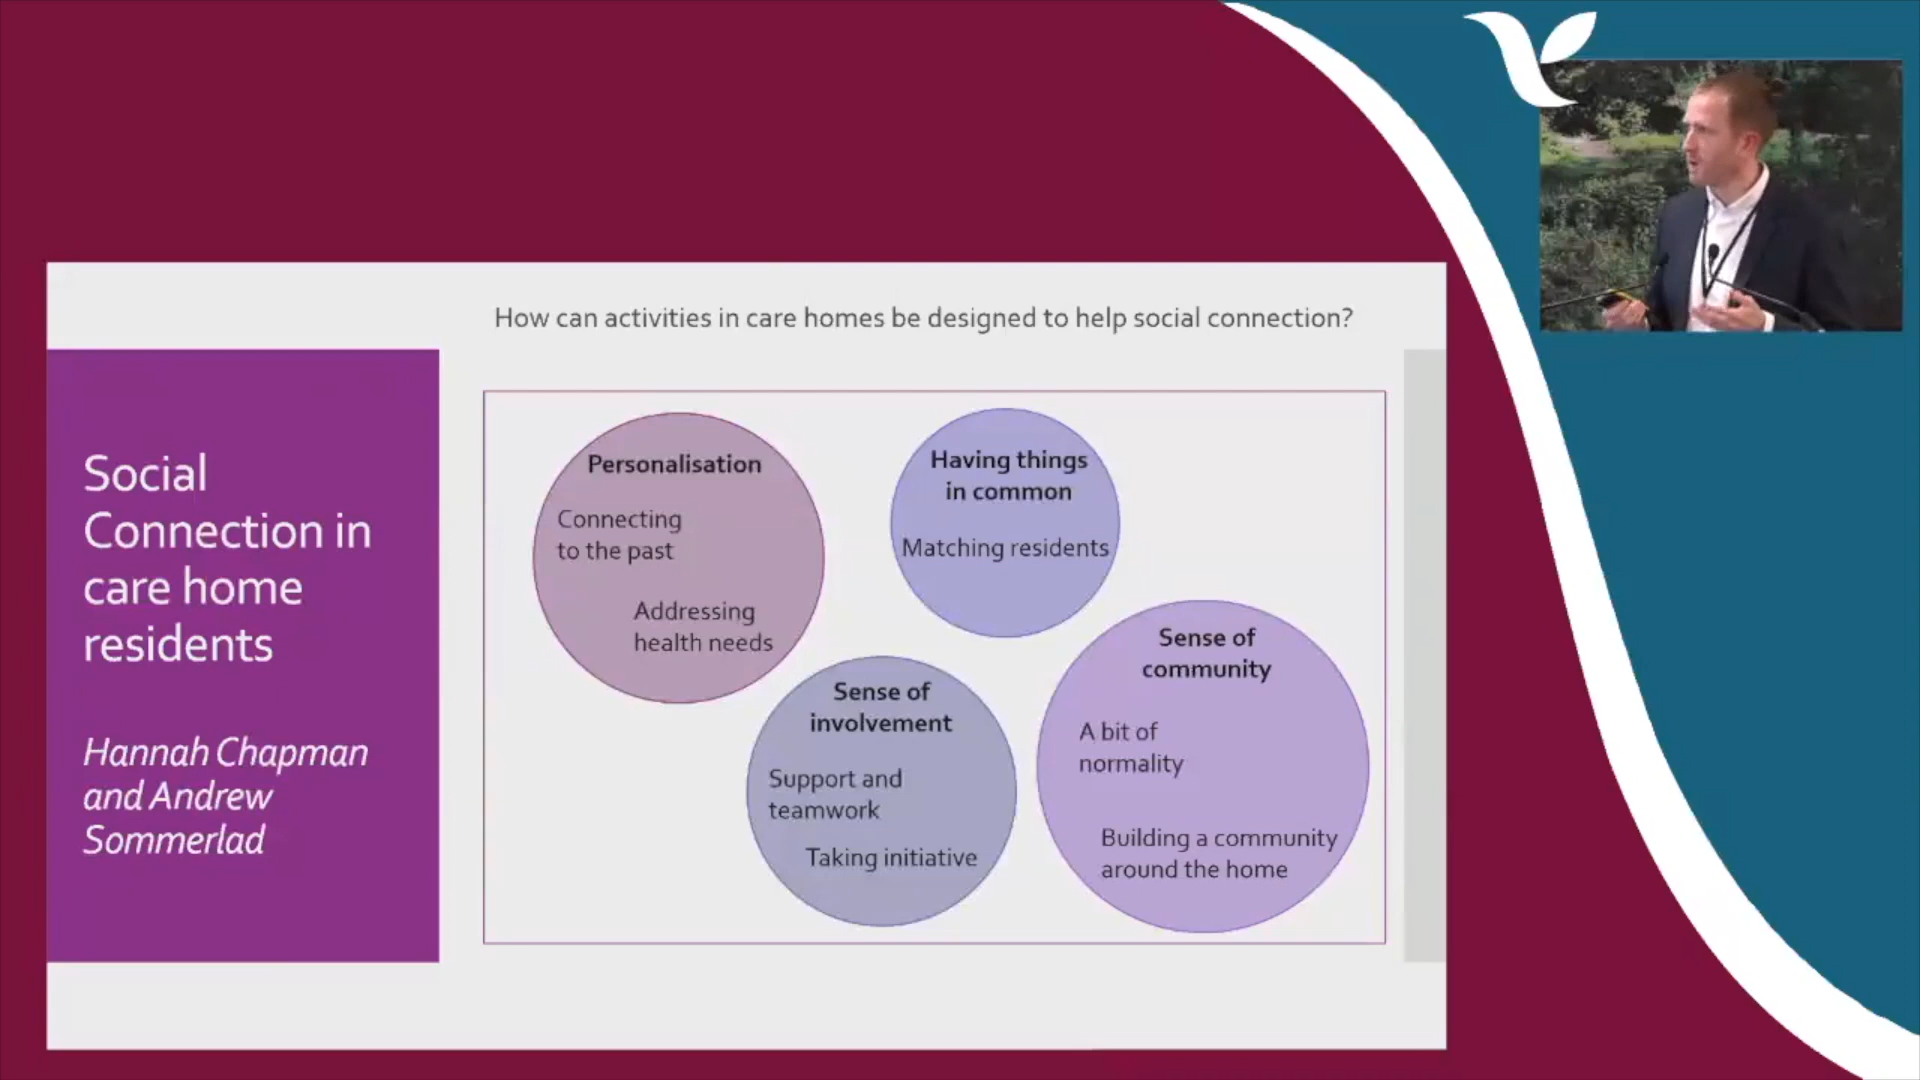 How can activities in care homes be designed to help social connection?
Social
Connection in
care home
residents
Hannah Chapman
and Andrew
Sommerlad
Personalisation
Connecting
to the past
Addressing
health needs
Having things
in common
Matching residents
Sense of
involvement
Support and
teamwork
Taking initiative
Sense of
community
A bit of
normality
Building a community
around the home